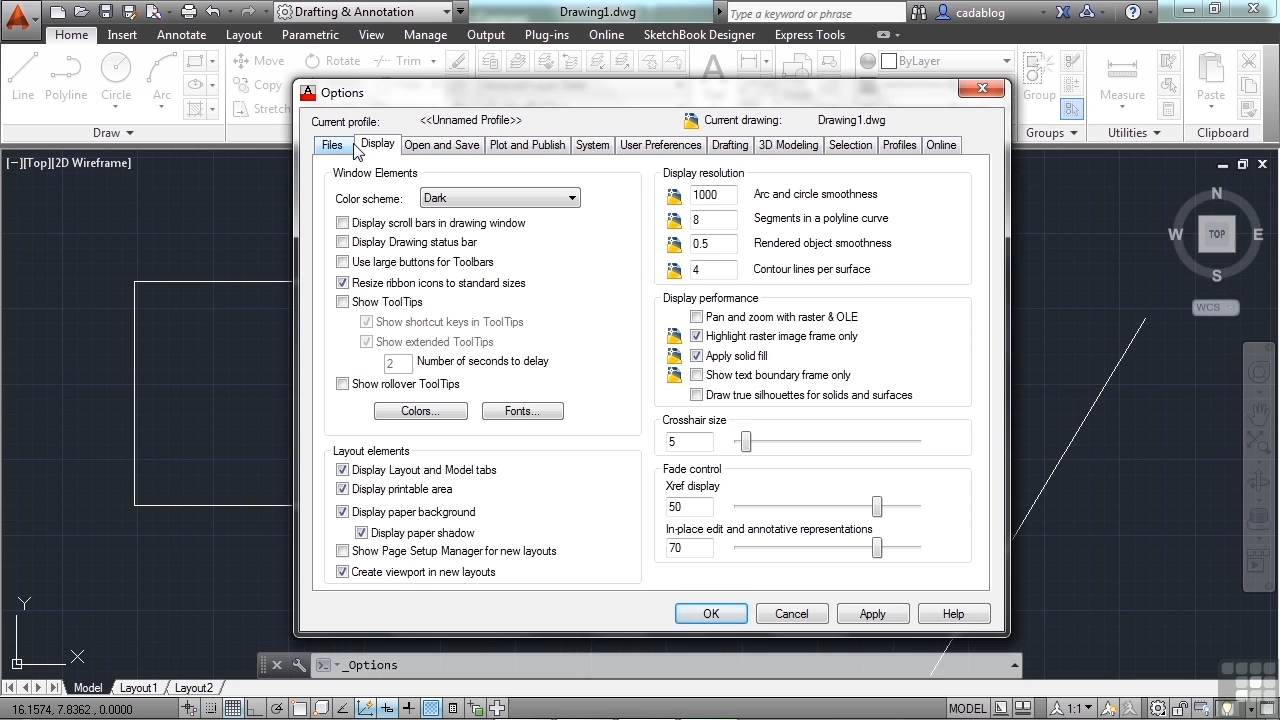 Drafting & Annotation
Drawing1.dwg
Type a keyword or phrase
cadablog
Home Insert Annotate Layout Parametric View Manage Output Plug-ins Online SketchBook Designer Express Tools
Line Polyline Circle Arc
Move Rotate Trim
Copy
Stretch
A
ByLayer
Group Measure Paste
Draw
Groups Utilities Clipboard
[−][Top][2D Wireframe]
Options
Current profile: <<Unnamed Profile>> Current drawing: Drawing1.dwg
Files Display Open and Save Plot and Publish System User Preferences Drafting 3D Modeling Selection Profiles Online
Window Elements
Color scheme: Dark
Display scroll bars in drawing window
Display Drawing status bar
Use large buttons for Toolbars
Resize ribbon icons to standard sizes
Show ToolTips
Show shortcut keys in ToolTips
Show extended ToolTips
2 Number of seconds to delay
Show rollover ToolTips
Colors... Fonts...
Layout elements
Display Layout and Model tabs
Display printable area
Display paper background
Display paper shadow
Show Page Setup Manager for new layouts
Create viewport in new layouts
Display resolution
1000 Arc and circle smoothness
8 Segments in a polyline curve
0.5 Rendered object smoothness
4 Contour lines per surface
Display performance
Pan and zoom with raster & OLE
Highlight raster image frame only
Apply solid fill
Show text boundary frame only
Draw true silhouettes for solids and surfaces
Crosshair size
5
Fade control
Xref display
50
In-place edit and annotative representations
70
OK Cancel Apply Help
N
W TOP E
S
WCS
Y
X
_Options
Model Layout1 Layout2
16.1574, 7.8362, 0.0000
MODEL 1:1